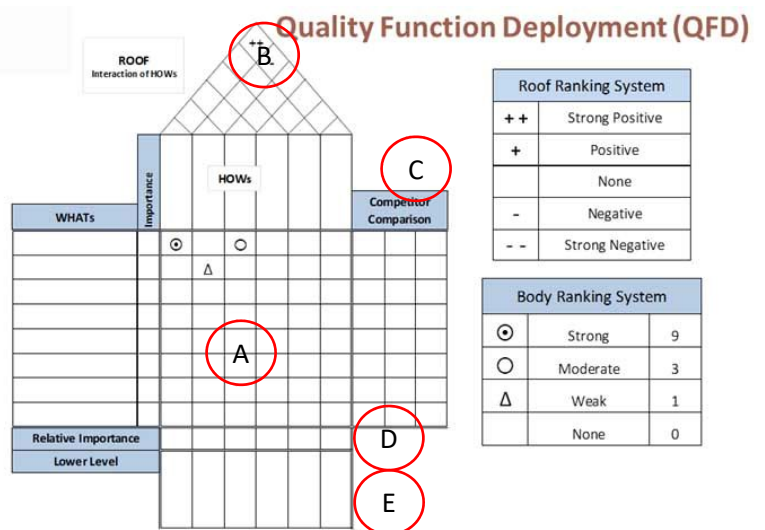 Quality Function Deployment (QFD)
ROOF
Interaction of HOWs
++
B
-
Importance
HOWs
C
WHATs
Competitor
Comparison
⊙ ○
Δ
A
Relative Importance
D
Lower Level
E
Roof Ranking System
++ Strong Positive
+ Positive
None
- Negative
-- Strong Negative
Body Ranking System
⊙ Strong 9
○ Moderate 3
Δ Weak 1
None 0